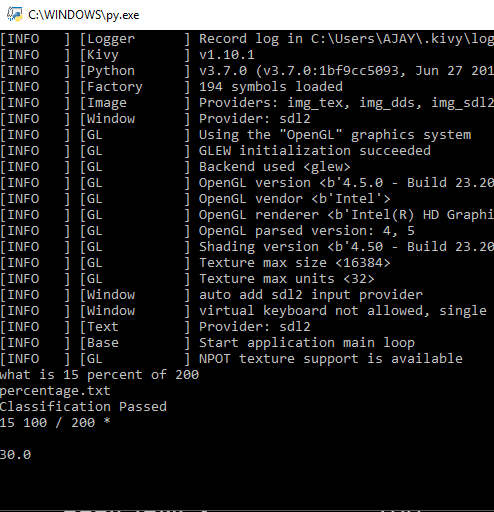 C:\WINDOWS\py.exe
[INFO   ] [Logger      ] Record log in C:\Users\AJAY\.kivy\log
[INFO   ] [Kivy        ] v1.10.1
[INFO   ] [Python      ] v3.7.0 (v3.7.0:1bf9cc5093, Jun 27 201
[INFO   ] [Factory     ] 194 symbols loaded
[INFO   ] [Image       ] Providers: img_tex, img_dds, img_sdl2
[INFO   ] [Window      ] Provider: sdl2
[INFO   ] [GL          ] Using the "OpenGL" graphics system
[INFO   ] [GL          ] GLEW initialization succeeded
[INFO   ] [GL          ] Backend used <glew>
[INFO   ] [GL          ] OpenGL version <b'4.5.0 - Build 23.20
[INFO   ] [GL          ] OpenGL vendor <b'Intel'>
[INFO   ] [GL          ] OpenGL renderer <b'Intel(R) HD Graphi
[INFO   ] [GL          ] OpenGL parsed version: 4, 5
[INFO   ] [GL          ] Shading version <b'4.50 - Build 23.20
[INFO   ] [GL          ] Texture max size <16384>
[INFO   ] [GL          ] Texture max units <32>
[INFO   ] [Window      ] auto add sdl2 input provider
[INFO   ] [Window      ] virtual keyboard not allowed, single
[INFO   ] [Text        ] Provider: sdl2
[INFO   ] [Base        ] Start application main loop
[INFO   ] [GL          ] NPOT texture support is available
what is 15 percent of 200
percentage.txt
Classification Passed
15 100 / 200 *
30.0